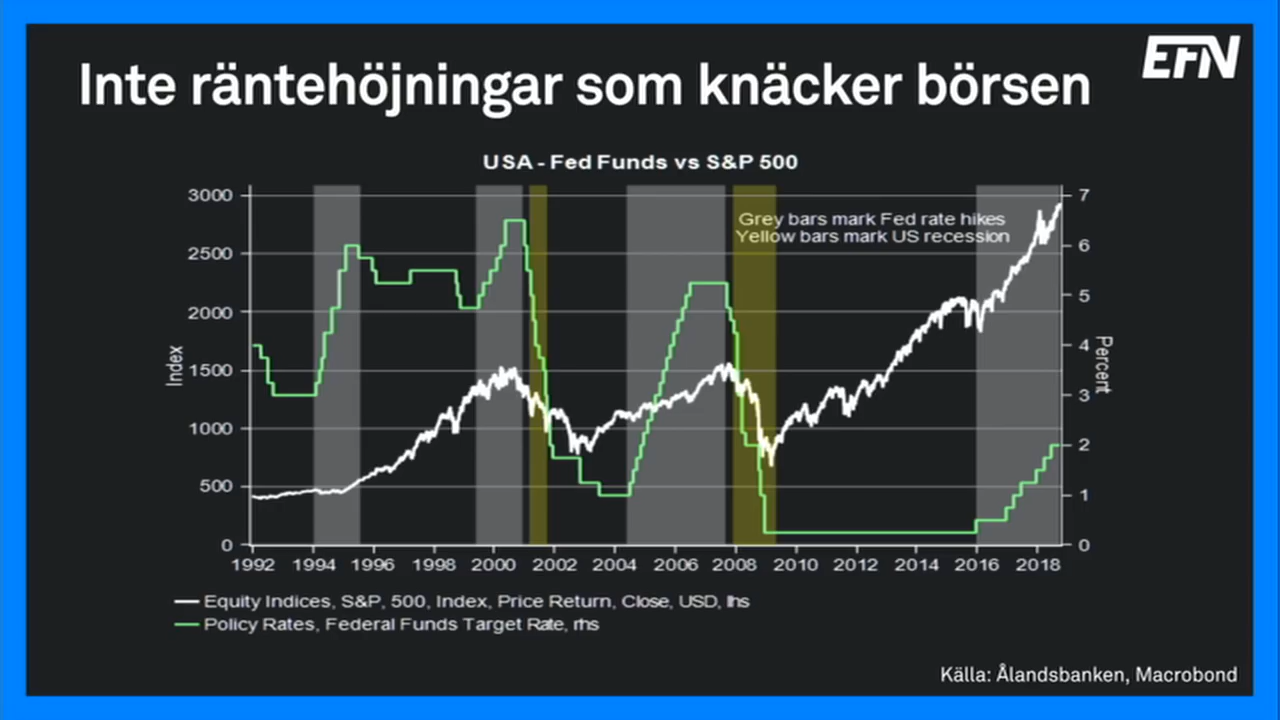 EFN
Inte räntehöjningar som knäcker börsen
USA - Fed Funds vs S&P 500
Grey bars mark Fed rate hikes
Yellow bars mark US recession
3000
2500
2000
1500
1000
500
0
Index
7
6
5
4
3
2
1
0
Percent
1992 1994 1996 1998 2000 2002 2004 2006 2008 2010 2012 2014 2016 2018
Equity Indices, S&P, 500, Index, Price Return, Close, USD, lhs
Policy Rates, Federal Funds Target Rate, rhs
Källa: Ålandsbanken, Macrobond